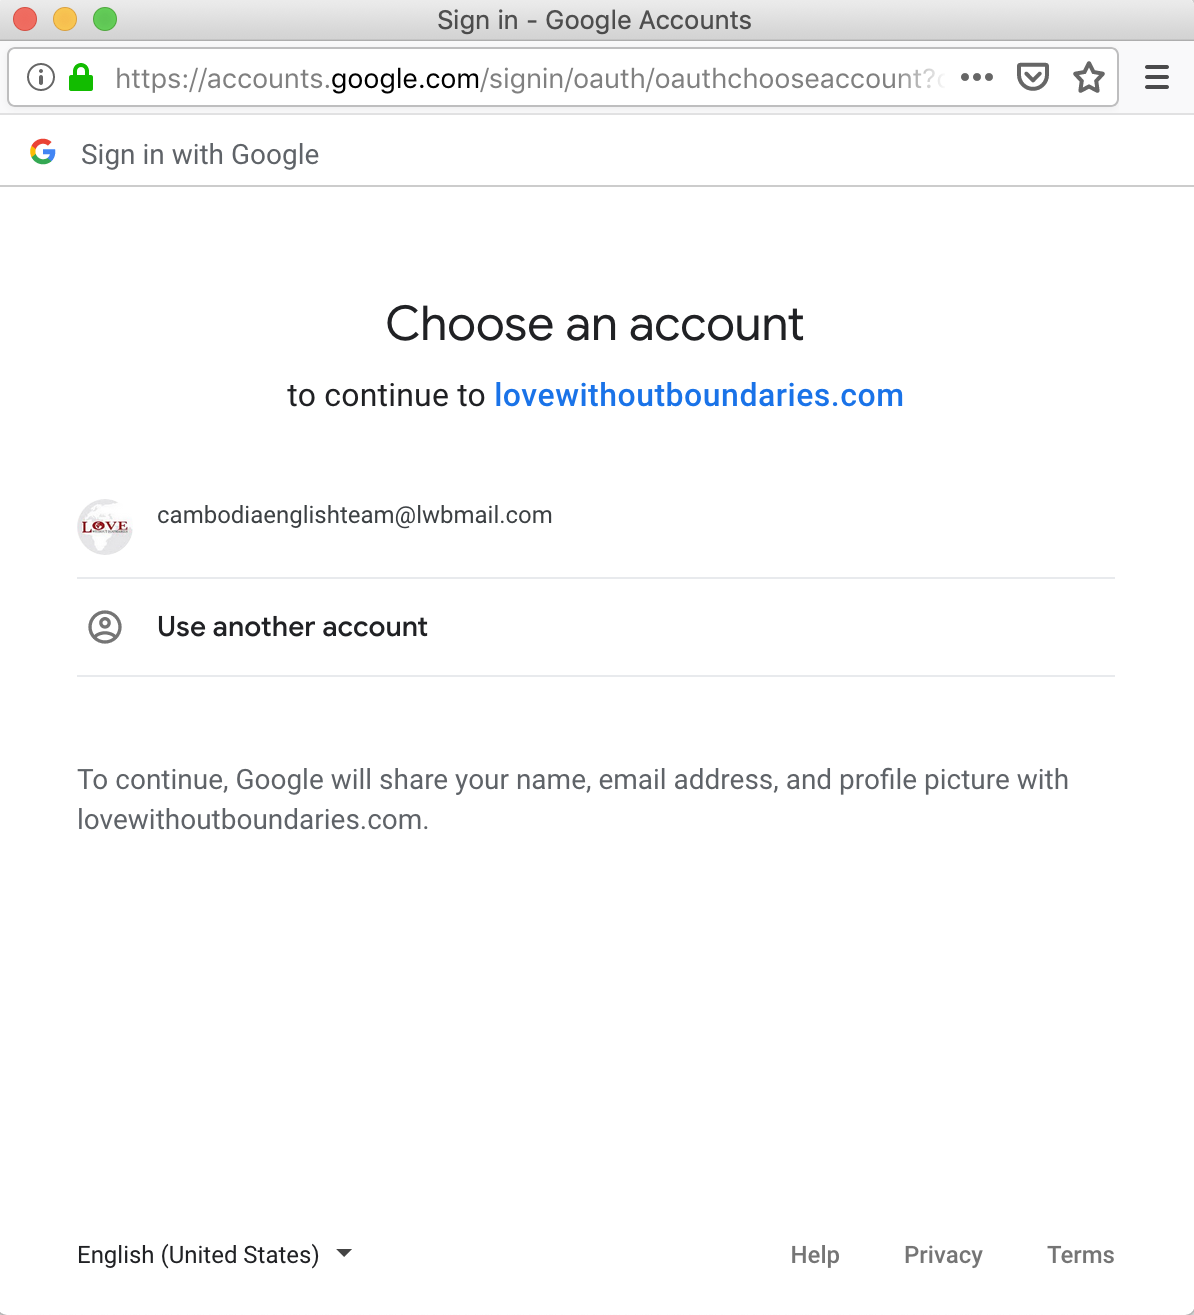 Sign in - Google Accounts
https://accounts.google.com/signin/oauth/oauthchooseaccount?
Sign in with Google
Choose an account
to continue to lovewithoutboundaries.com
LOVE
cambodiaenglishteam@lwbmail.com
Use another account
To continue, Google will share your name, email address, and profile picture with
lovewithoutboundaries.com.
English (United States)
Help Privacy Terms